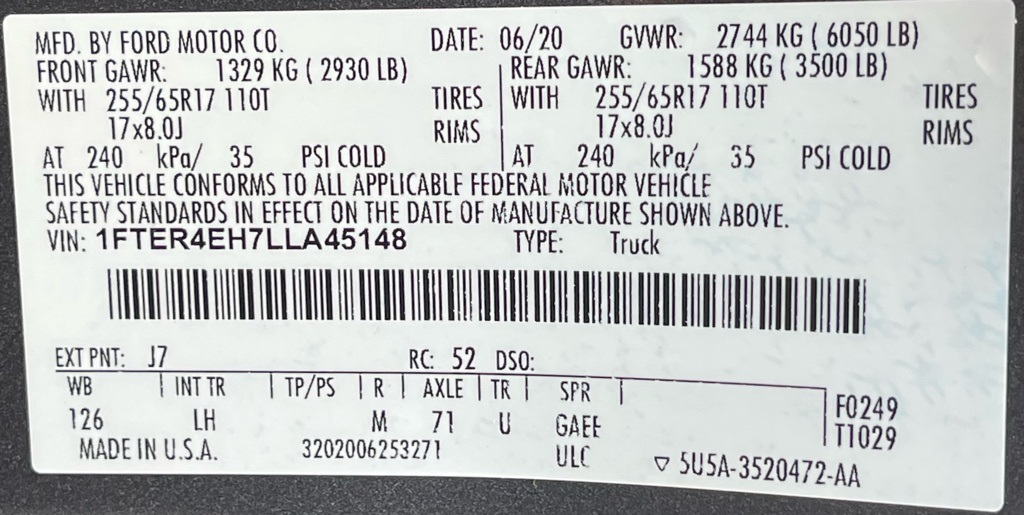 MFD. BY FORD MOTOR CO. DATE: 06/20 GVWR: 2744 KG ( 6050 LB)
FRONT GAWR: 1329 KG ( 2930 LB) REAR GAWR: 1588 KG ( 3500 LB)
WITH 255/65R17 110T TIRES WITH 255/65R17 110T TIRES
17x8.0J RIMS 17x8.0J RIMS
AT 240 kPa/ 35 PSI COLD AT 240 kPa/ 35 PSI COLD
THIS VEHICLE CONFORMS TO ALL APPLICABLE FEDERAL MOTOR VEHICLE
SAFETY STANDARDS IN EFFECT ON THE DATE OF MANUFACTURE SHOWN ABOVE.
VIN: 1FTER4EH7LLA45148 TYPE: Truck
EXT PNT: J7 RC: 52 DSO:
WB | INT TR | TP/PS | R | AXLE | TR | SPR |
126 LH M 71 U GAEE F0249
MADE IN U.S.A. 3202006253271 ULC T1029
▽ 5U5A-3520472-AA